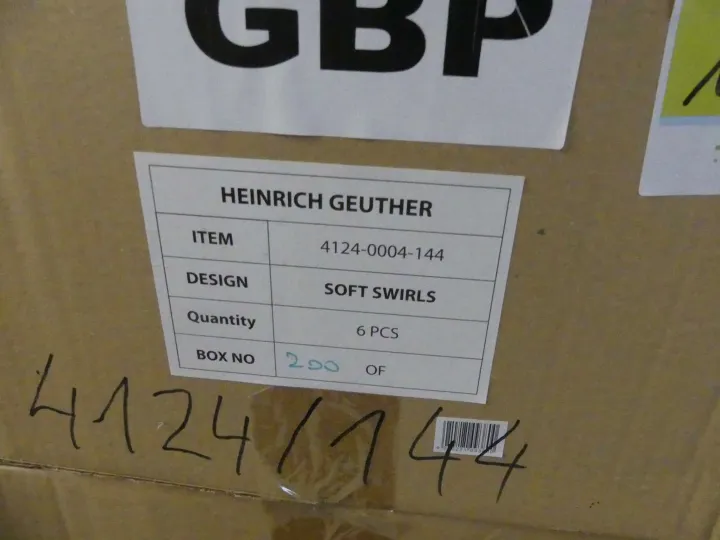 GBP
HEINRICH GEUTHER
ITEM 4124-0004-144
DESIGN SOFT SWIRLS
Quantity 6 PCS
BOX NO 200 OF
4124/144